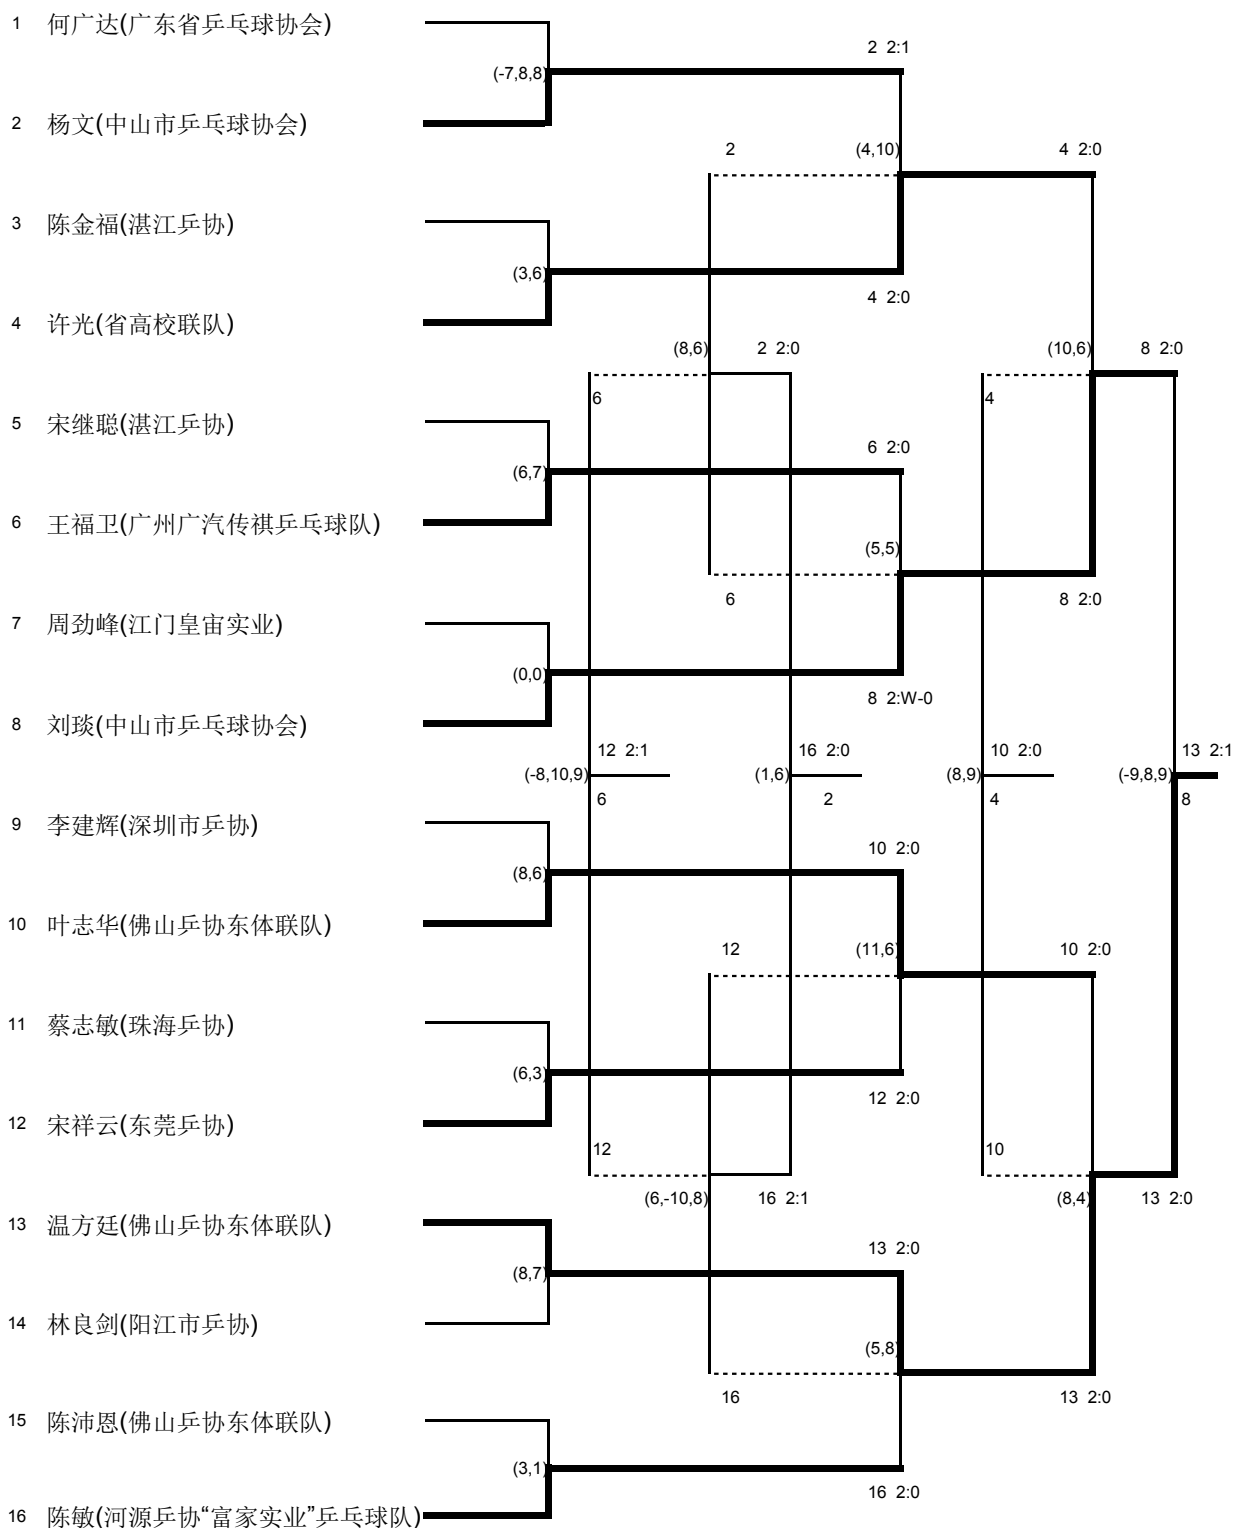 1 何广达(广东省乒乓球协会)
2 2:1
(-7,8,8)
2 杨文(中山市乒乓球协会)
2 (4,10) 4 2:0
3 陈金福(湛江乒协)
(3,6)
4 2:0
4 许光(省高校联队)
(8,6) 2 2:0 (10,6) 8 2:0
6 4
5 宋继聪(湛江乒协)
6 2:0
(6,7)
6 王福卫(广州广汽传祺乒乓球队)
(5,5)
6 8 2:0
7 周劲峰(江门皇宙实业)
(0,0)
8 2:W-0
8 刘琰(中山市乒乓球协会)
12 2:1 16 2:0 10 2:0 13 2:1
(-8,10,9) (1,6) (8,9) (-9,8,9)
6 2 4 8
9 李建辉(深圳市乒协)
10 2:0
(8,6)
10 叶志华(佛山乒协东体联队)
12 (11,6) 10 2:0
11 蔡志敏(珠海乒协)
(6,3)
12 2:0
12 宋祥云(东莞乒协)
12 10
(6,-10,8) 16 2:1 (8,4) 13 2:0
13 温方廷(佛山乒协东体联队)
13 2:0
(8,7)
14 林良剑(阳江市乒协)
(5,8)
16 13 2:0
15 陈沛恩(佛山乒协东体联队)
(3,1)
16 2:0
16 陈敏(河源乒协“富家实业”乒乓球队)